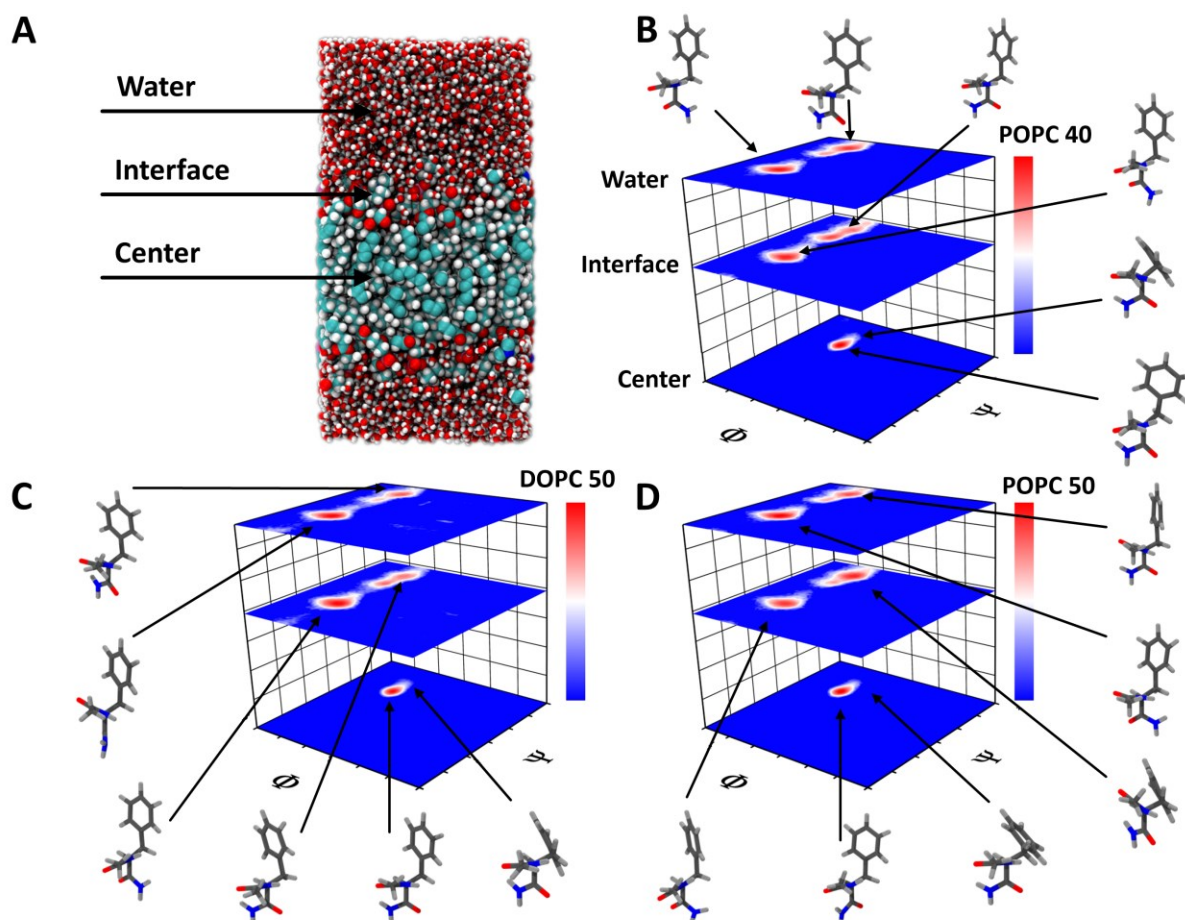 A
Water
Interface
Center
B
POPC 40
Water
Interface
Center
Φ
Ψ
C
DOPC 50
Φ
Ψ
D
POPC 50
Φ
Ψ